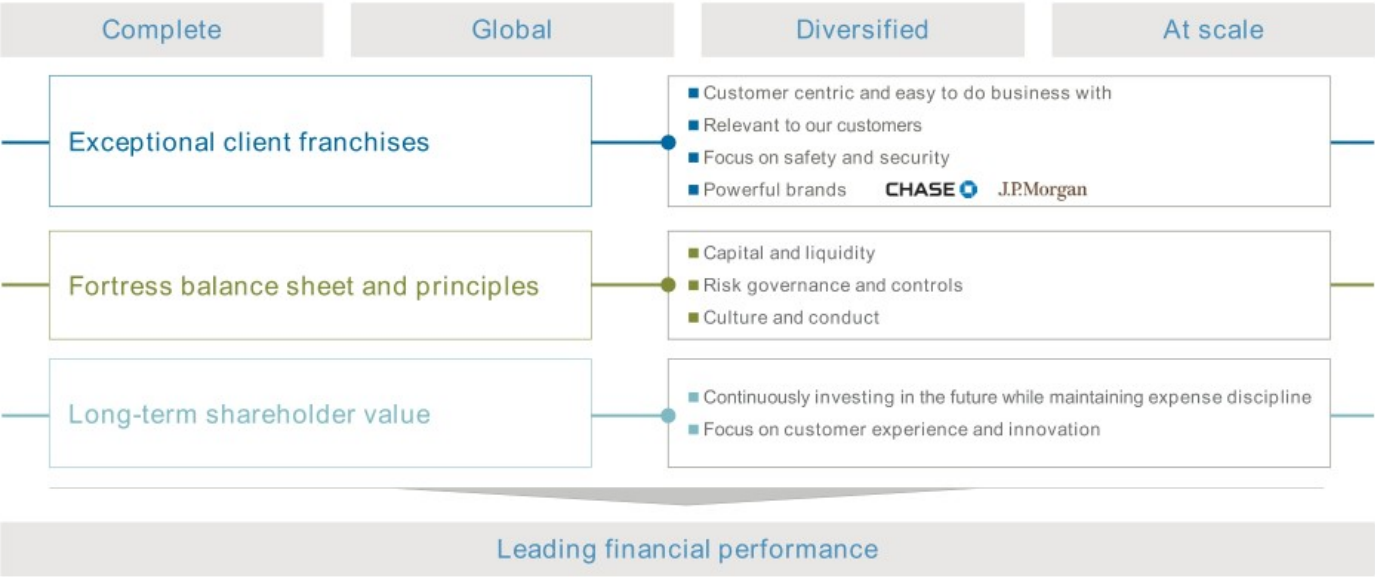 Complete
Global
Diversified
At scale
Exceptional client franchises
Customer centric and easy to do business with
Relevant to our customers
Focus on safety and security
Powerful brands CHASE J.P.Morgan
Fortress balance sheet and principles
Capital and liquidity
Risk governance and controls
Culture and conduct
Long-term shareholder value
Continuously investing in the future while maintaining expense discipline
Focus on customer experience and innovation
Leading financial performance